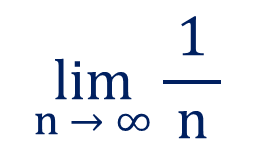 lim n → ∞ 1/n